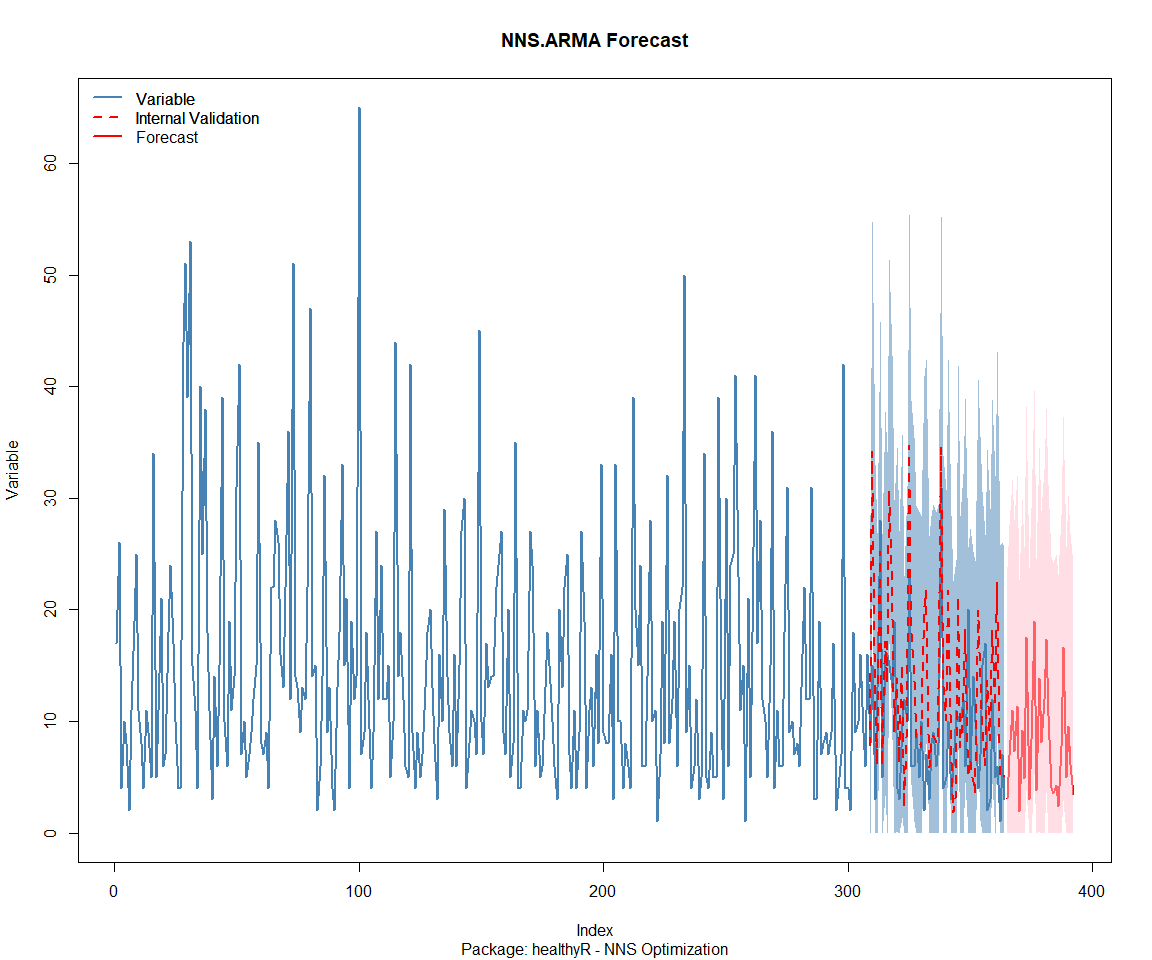 NNS.ARMA Forecast
Variable
Internal Validation
Forecast
Variable
60
50
40
30
20
10
0
0 100 200 300 400
Index
Package: healthyR - NNS Optimization